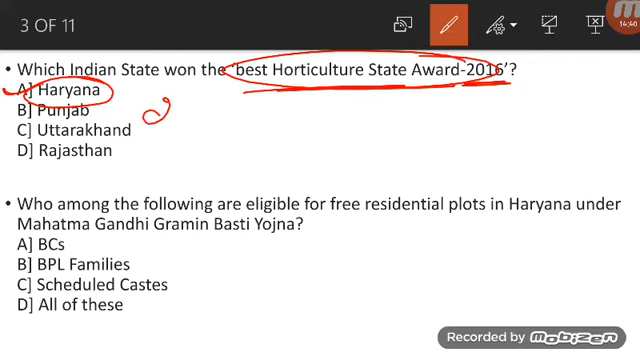 3 OF 11
14:40
• Which Indian State won the 'best Horticulture State Award-2016'?
A] Haryana
B] Punjab
C] Uttarakhand
D] Rajasthan
• Who among the following are eligible for free residential plots in Haryana under
Mahatma Gandhi Gramin Basti Yojna?
A] BCs
B] BPL Families
C] Scheduled Castes
D] All of these
Recorded by mobizen